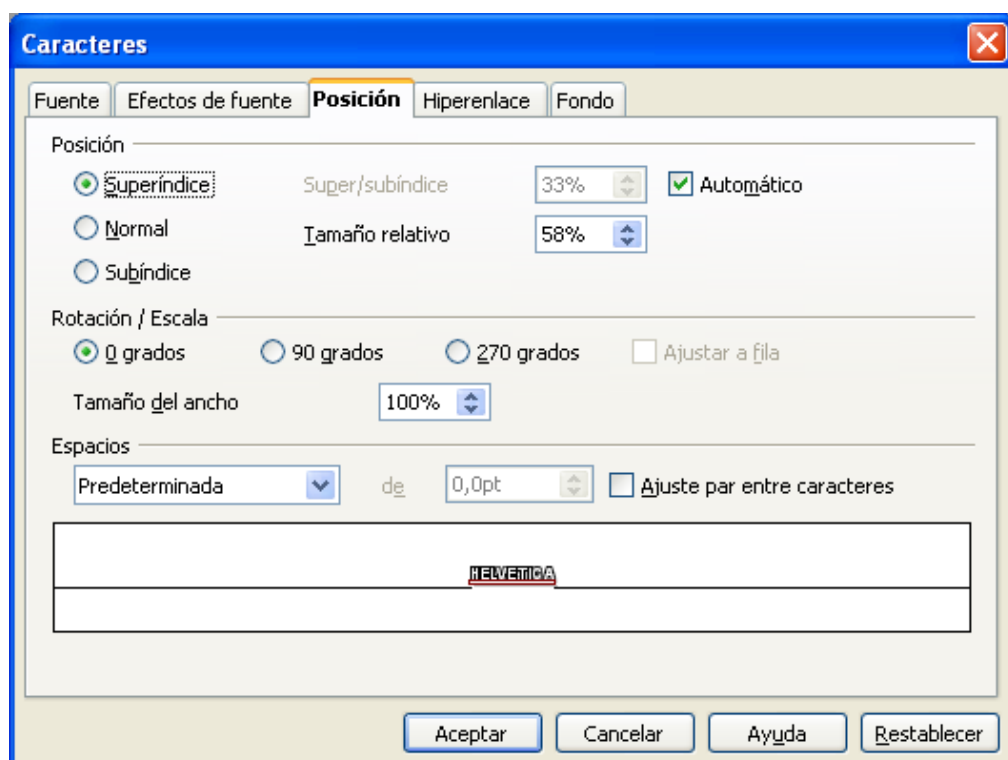 Caracteres
Fuente Efectos de fuente Posición Hiperenlace Fondo
Posición
Superíndice Super/subíndice 33% Automático
Normal Tamaño relativo 58%
Subíndice
Rotación / Escala
0 grados 90 grados 270 grados Ajustar a fila
Tamaño del ancho 100%
Espacios
Predeterminada de 0,0pt Ajuste par entre caracteres
HELVETICA
Aceptar Cancelar Ayuda Restablecer